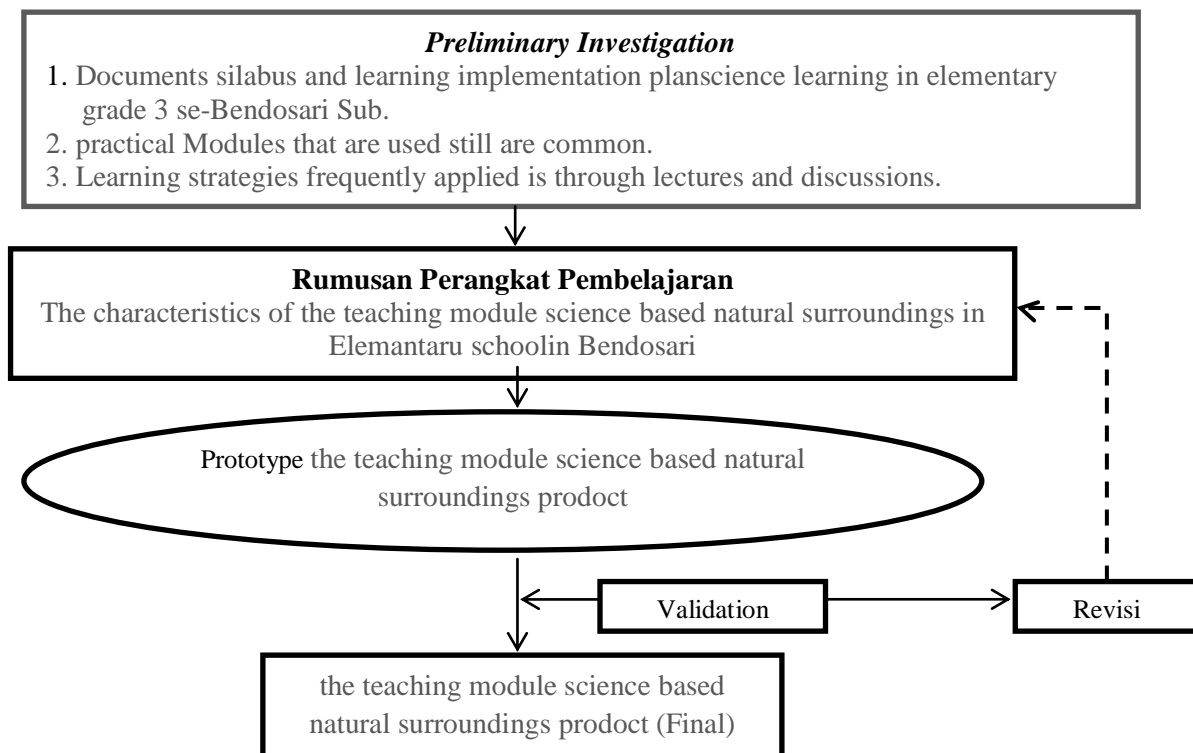 Preliminary Investigation
1. Documents silabus and learning implementation planscience learning in elementary
grade 3 se-Bendosari Sub.
2. practical Modules that are used still are common.
3. Learning strategies frequently applied is through lectures and discussions.
Rumusan Perangkat Pembelajaran
The characteristics of the teaching module science based natural surroundings in
Elemantaru schoolin Bendosari
Prototype the teaching module science based natural
surroundings product
Validation
Revisi
the teaching module science based
natural surroundings product (Final)